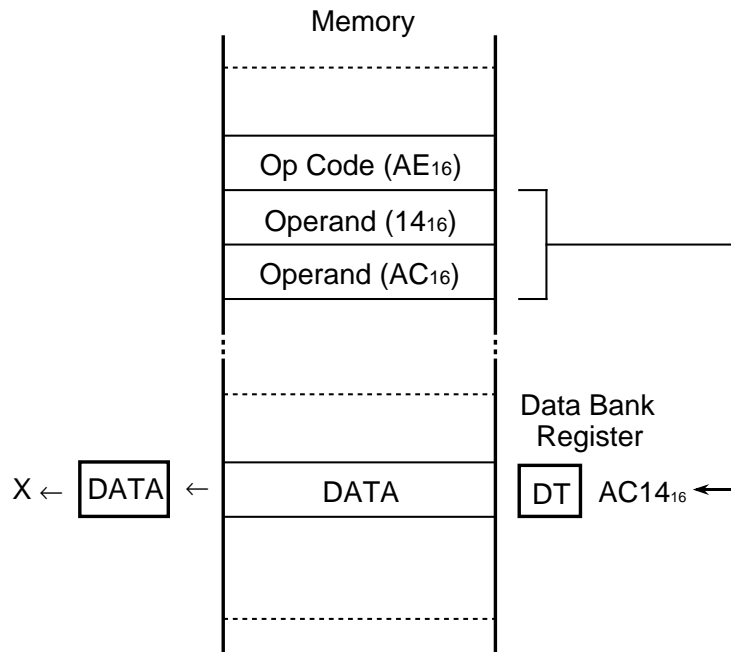 Memory
Op Code (AE16)
Operand (1416)
Operand (AC16)
Data Bank
Register
X ← DATA ← DATA DT AC1416